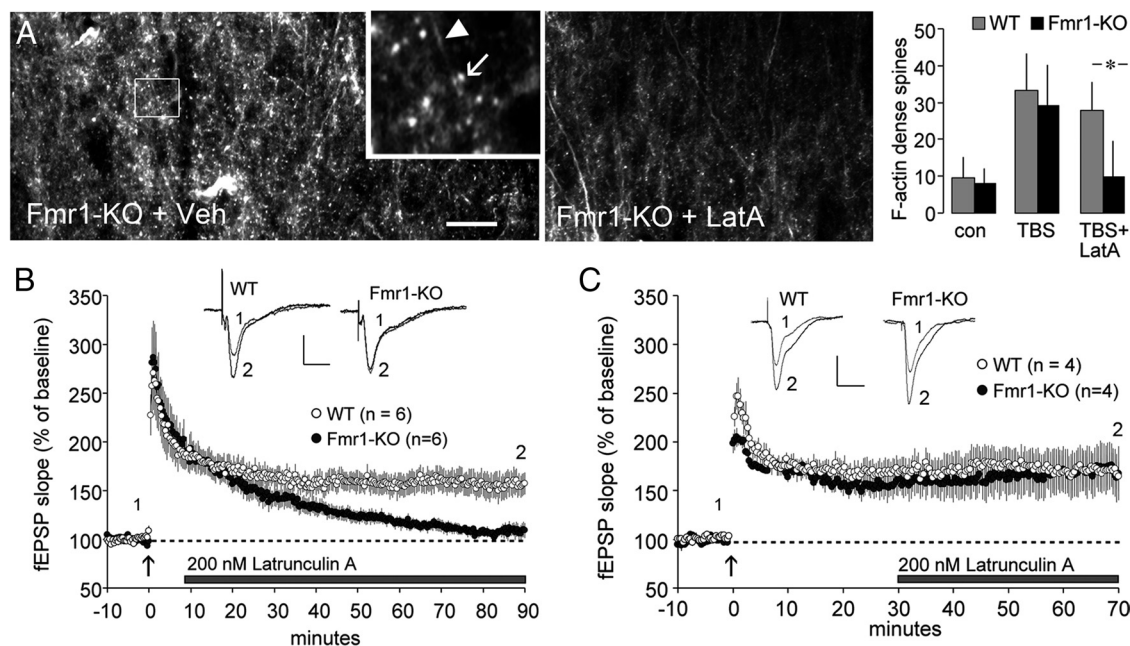 A
Fmr1-KO + Veh
Fmr1-KO + LatA
WT Fmr1-KO
F-actin dense spines
50
40
30
20
10
0
*
con TBS TBS+ LatA
B
fEPSP slope (% of baseline)
350
300
250
200
150
100
50
WT
Fmr1-KO
1
2
1
2
WT (n = 6)
Fmr1-KO (n=6)
1
2
200 nM Latrunculin A
-10 0 10 20 30 40 50 60 70 80 90
minutes
C
fEPSP slope (% of baseline)
350
300
250
200
150
100
50
WT
Fmr1-KO
1
2
1
2
WT (n = 4)
Fmr1-KO (n=4)
1
2
200 nM Latrunculin A
-10 0 10 20 30 40 50 60 70
minutes